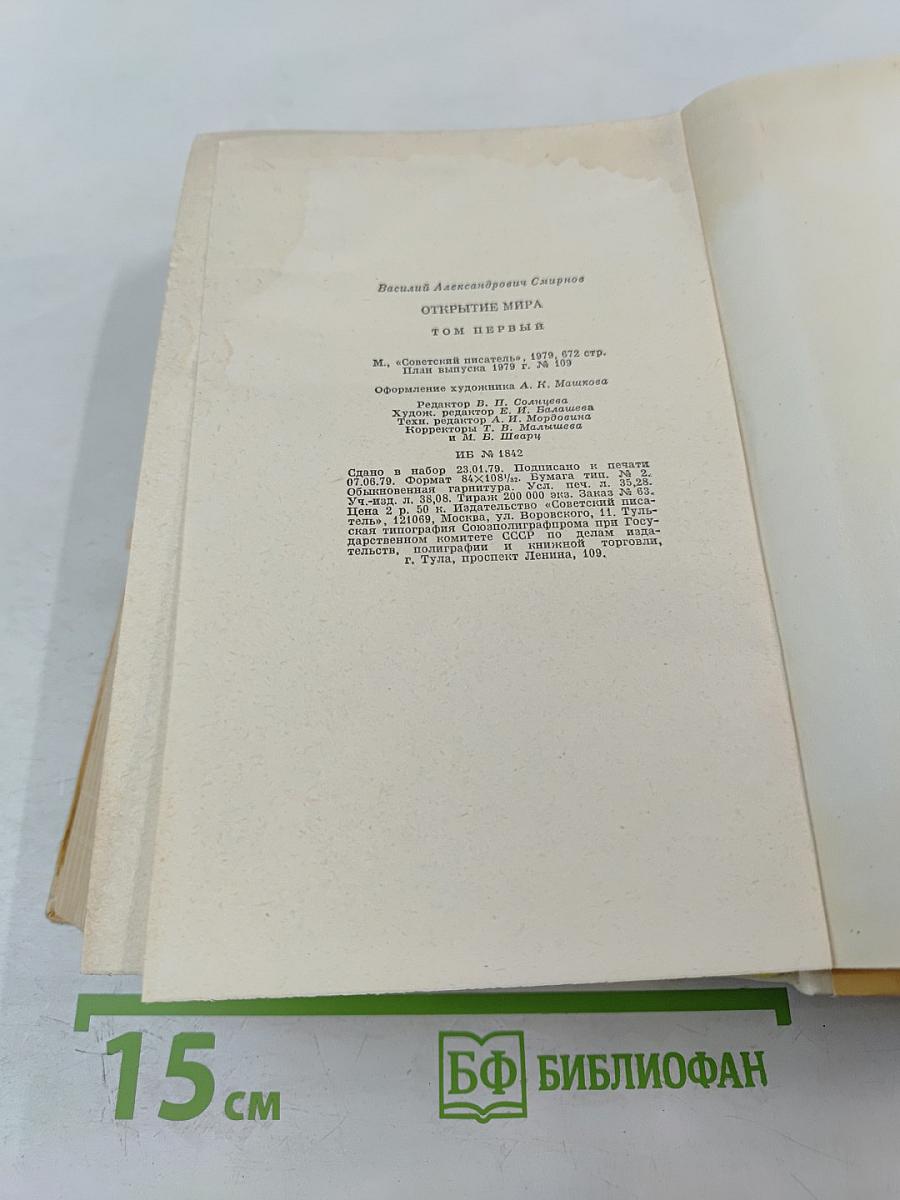 Василий Александрович Смирнов
ОТКРЫТИЕ МИРА
ТОМ ПЕРВЫЙ
М., «Советский писатель», 1979, 672 стр.
План выпуска 1979 г. № 109
Оформление художника А. К. Машкова
Редактор В. П. Солнцева
Худож. редактор Е. И. Балашева
Техн. редактор А. И. Мордовина
Корректоры Т. В. Малышева
и М. Б. Шварц
ИБ № 1842
Сдано в набор 23.01.79. Подписано к печати
07.06.79. Формат 84×108¹/₃₂. Бумага тип. № 2.
Обыкновенная гарнитура. Усл. печ. л. 35,28.
Уч.-изд. л. 38,08. Тираж 200 000 экз. Заказ № 63.
Цена 2 р. 50 к. Издательство «Советский писа-
тель», 121069, Москва, ул. Воровского, 11. Туль-
ская типография Союзполиграфпрома при Госу-
дарственном комитете СССР по делам изда-
тельств, полиграфии и книжной торговли,
г. Тула, проспект Ленина, 109.
15 см
БФ БИБЛИОФАН